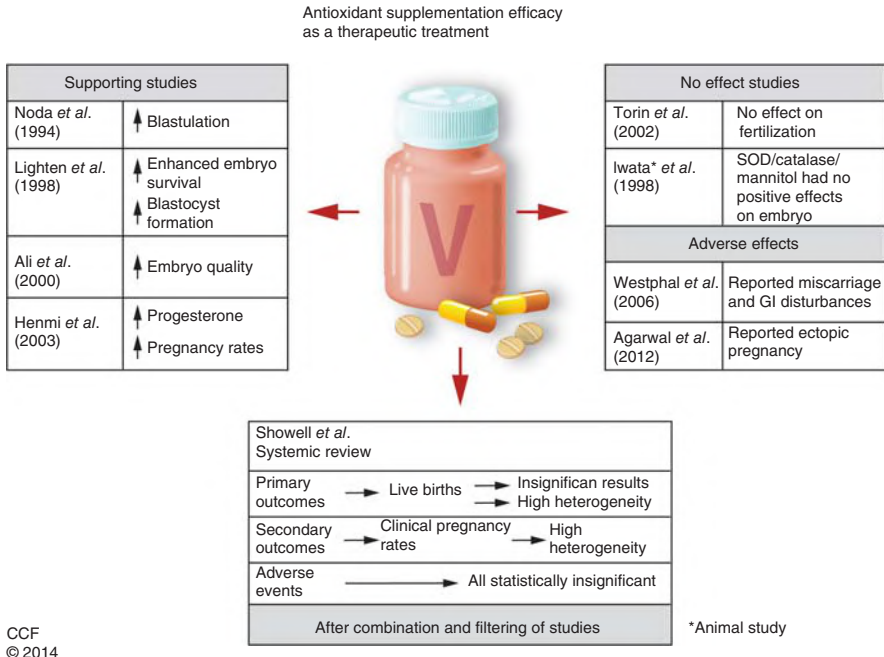 Antioxidant supplementation efficacy
as a therapeutic treatment
Supporting studies
Noda et al.
(1994)
Blastulation
Lighten et al.
(1998)
Enhanced embryo
survival
Blastocyst
formation
Ali et al.
(2000)
Embryo quality
Henmi et al.
(2003)
Progesterone
Pregnancy rates
V
No effect studies
Torin et al.
(2002)
No effect on
fertilization
Iwata* et al.
(1998)
SOD/catalase/
mannitol had no
positive effects
on embryo
Adverse effects
Westphal et al.
(2006)
Reported miscarriage
and GI disturbances
Agarwal et al.
(2012)
Reported ectopic
pregnancy
Showell et al.
Systemic review
Primary
outcomes
Live births
Insignifican results
High heterogeneity
Secondary
outcomes
Clinical pregnancy
rates
High
heterogeneity
Adverse
events
All statistically insignificant
After combination and filtering of studies
*Animal study
CCF
© 2014